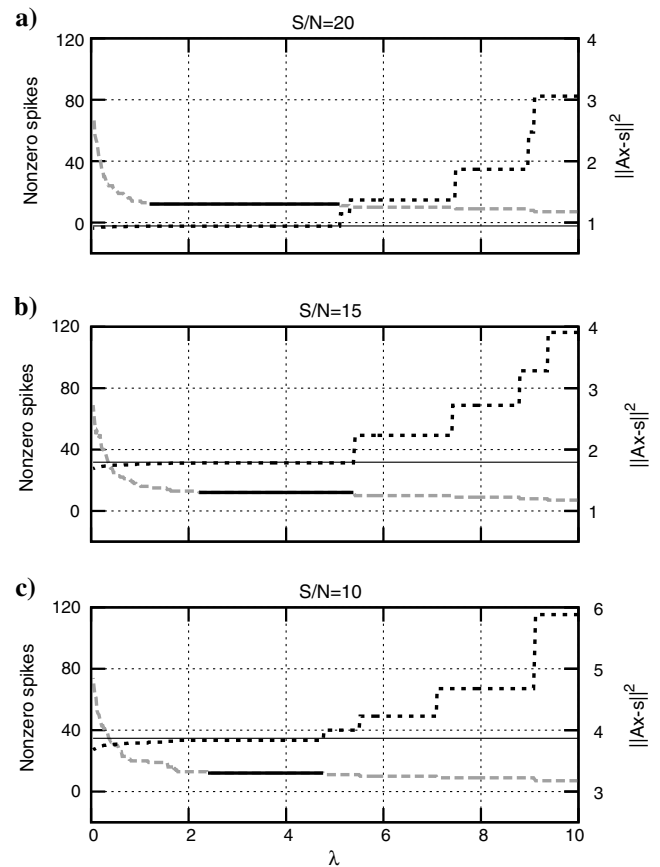 a)
S/N=20
120
80
40
0
Nonzero spikes
4
3
2
1
||Ax-s||²
b)
S/N=15
120
80
40
0
Nonzero spikes
4
3
2
1
||Ax-s||²
c)
S/N=10
120
80
40
0
Nonzero spikes
6
5
4
3
||Ax-s||²
0 2 4 6 8 10
λ